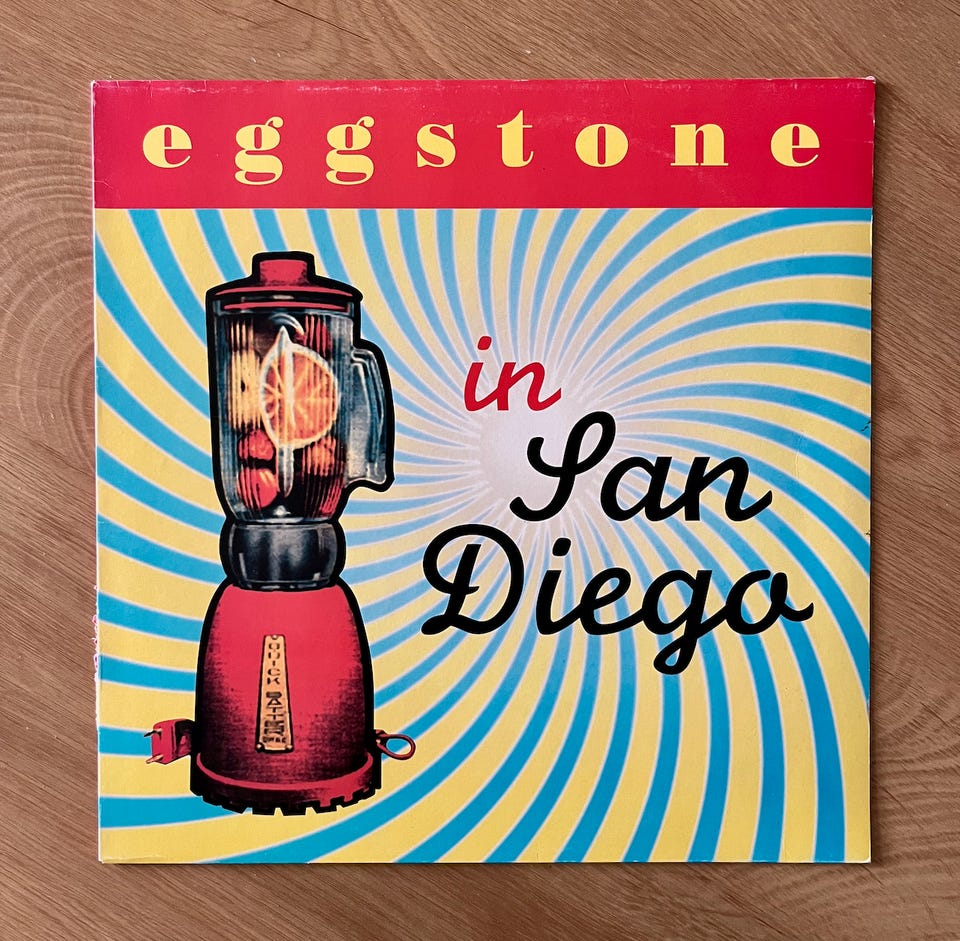 eggstone
in
San
Diego
QUICK